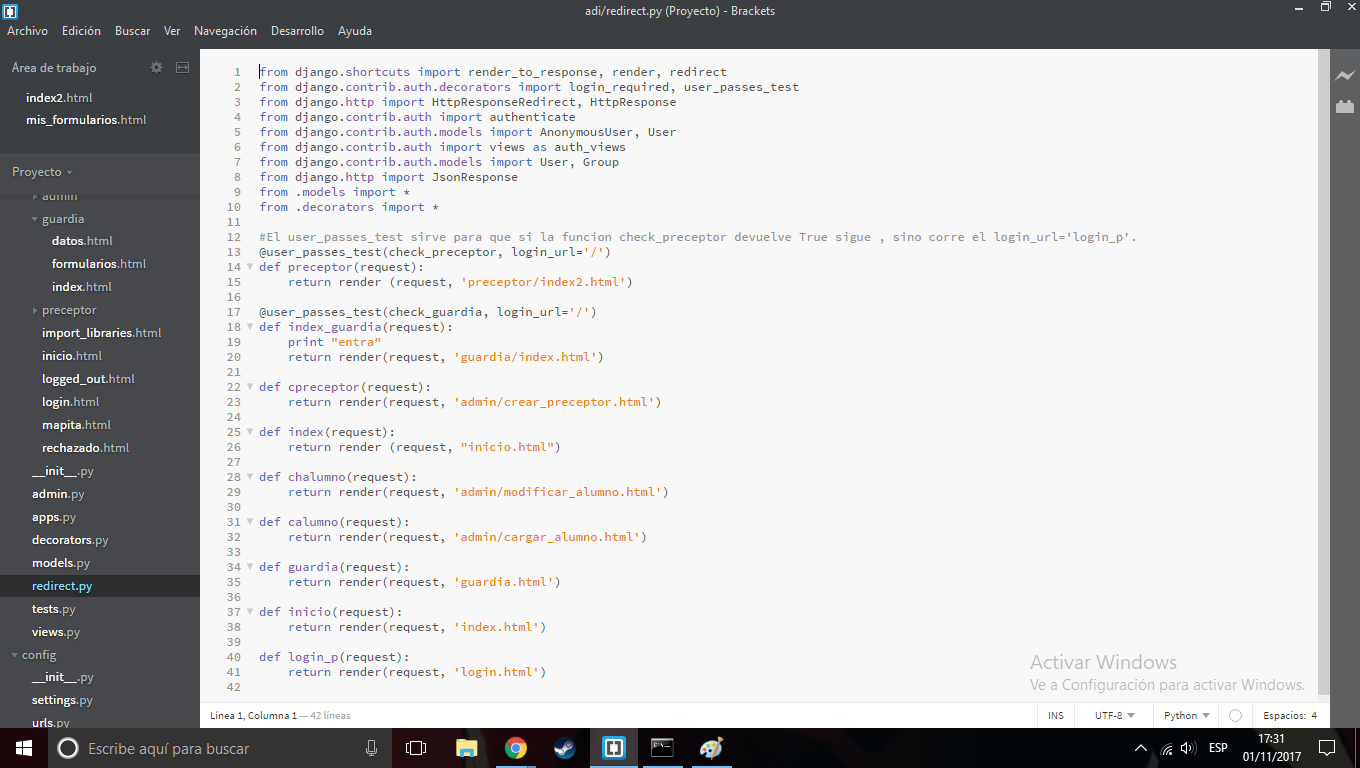 adi/redirect.py (Proyecto) - Brackets
Archivo Edición Buscar Ver Navegación Desarrollo Ayuda
Área de trabajo
index2.html
mis_formularios.html
Proyecto
admin
guardia
datos.html
formularios.html
index.html
preceptor
import_libraries.html
inicio.html
logged_out.html
login.html
mapita.html
rechazado.html
__init__.py
admin.py
apps.py
decorators.py
models.py
redirect.py
tests.py
views.py
config
__init__.py
settings.py
urls.py
1 from django.shortcuts import render_to_response, render, redirect
2 from django.contrib.auth.decorators import login_required, user_passes_test
3 from django.http import HttpResponseRedirect, HttpResponse
4 from django.contrib.auth import authenticate
5 from django.contrib.auth.models import AnonymousUser, User
6 from django.contrib.auth import views as auth_views
7 from django.contrib.auth.models import User, Group
8 from django.http import JsonResponse
9 from .models import *
10 from .decorators import *
11
12 #El user_passes_test sirve para que si la funcion check_preceptor devuelve True sigue , sino corre el login_url='login_p'.
13 @user_passes_test(check_preceptor, login_url='/')
14 def preceptor(request):
15     return render (request, 'preceptor/index2.html')
16
17 @user_passes_test(check_guardia, login_url='/')
18 def index_guardia(request):
19     print "entra"
20     return render(request, 'guardia/index.html')
21
22 def cpreceptor(request):
23     return render(request, 'admin/crear_preceptor.html')
24
25 def index(request):
26     return render (request, "inicio.html")
27
28 def chalumno(request):
29     return render(request, 'admin/modificar_alumno.html')
30
31 def calumno(request):
32     return render(request, 'admin/cargar_alumno.html')
33
34 def guardia(request):
35     return render(request, 'guardia.html')
36
37 def inicio(request):
38     return render(request, 'index.html')
39
40 def login_p(request):
41     return render(request, 'login.html')
42
Activar Windows
Ve a Configuración para activar Windows.
Línea 1, Columna 1 — 42 líneas
INS UTF-8 Python Espacios: 4
Escribe aquí para buscar
ESP
17:31
01/11/2017